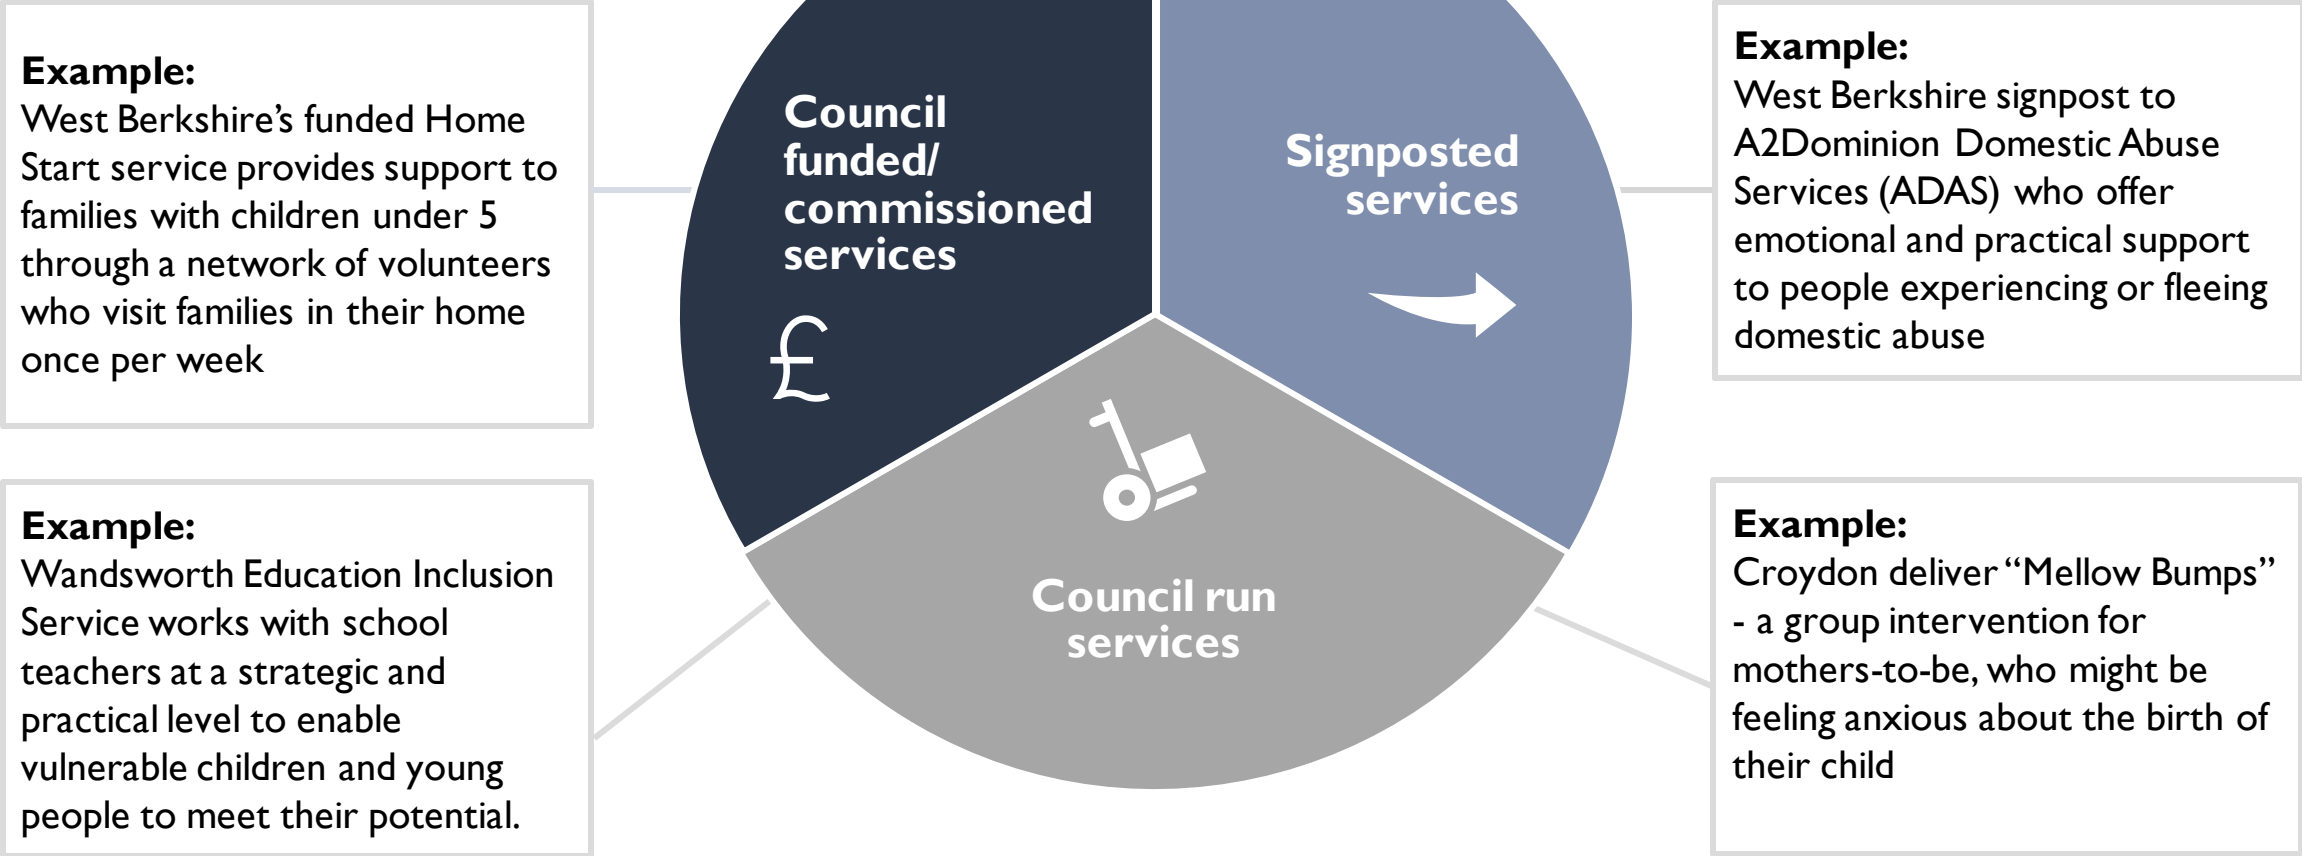 Example:
West Berkshire’s funded Home
Start service provides support to
families with children under 5
through a network of volunteers
who visit families in their home
once per week
Council
funded/
commissioned
services
£
Signposted
services
Example:
West Berkshire signpost to
A2Dominion Domestic Abuse
Services (ADAS) who offer
emotional and practical support
to people experiencing or fleeing
domestic abuse
Example:
Wandsworth Education Inclusion
Service works with school
teachers at a strategic and
practical level to enable
vulnerable children and young
people to meet their potential.
Council run
services
Example:
Croydon deliver “Mellow Bumps”
- a group intervention for
mothers-to-be, who might be
feeling anxious about the birth of
their child